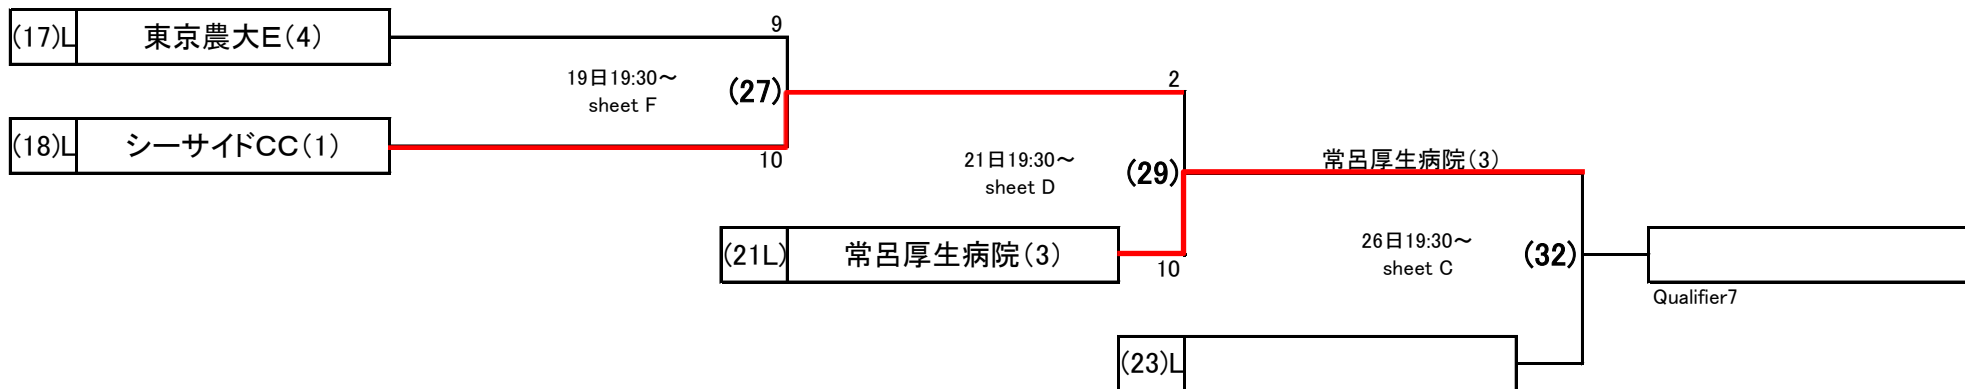 (17)L 東京農大E(4)
9
19日19:30～
sheet F
(27)
2
(18)L シーサイドCC(1)
10
21日19:30～
sheet D
(29)
常呂厚生病院(3)
(21L) 常呂厚生病院(3)
10
26日19:30～
sheet C
(32)
Qualifier7
(23)L